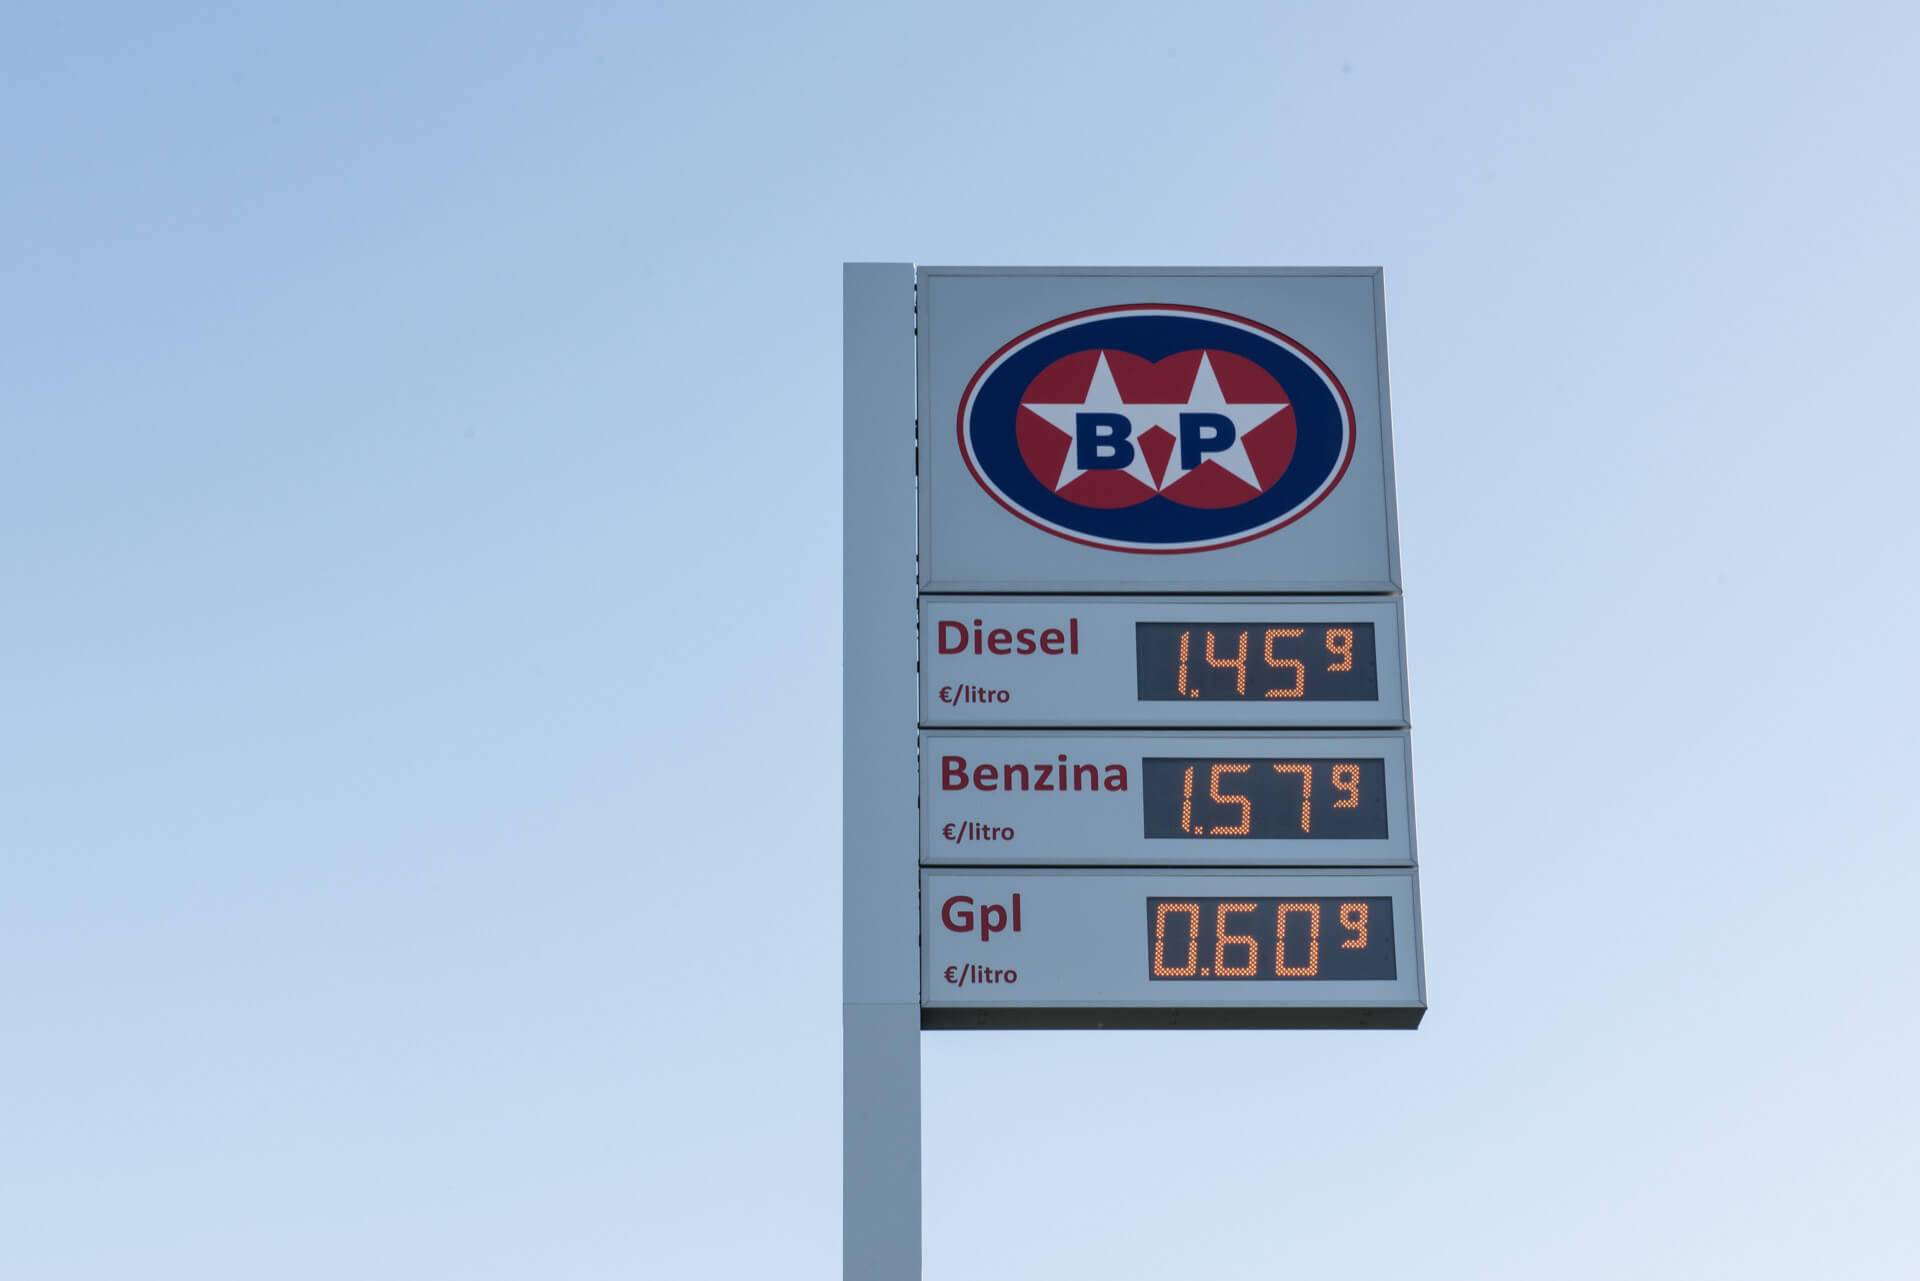 B P
Diesel 1.459
€/litro
Benzina 1.579
€/litro
Gpl 0.609
€/litro